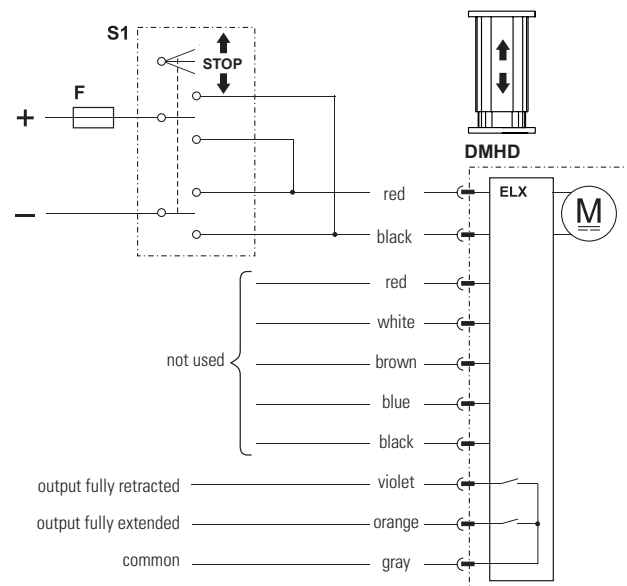 S1
STOP
F
+
−
DMHD
ELX
M
red
black
red
white
not used
brown
blue
black
output fully retracted violet
output fully extended orange
common gray